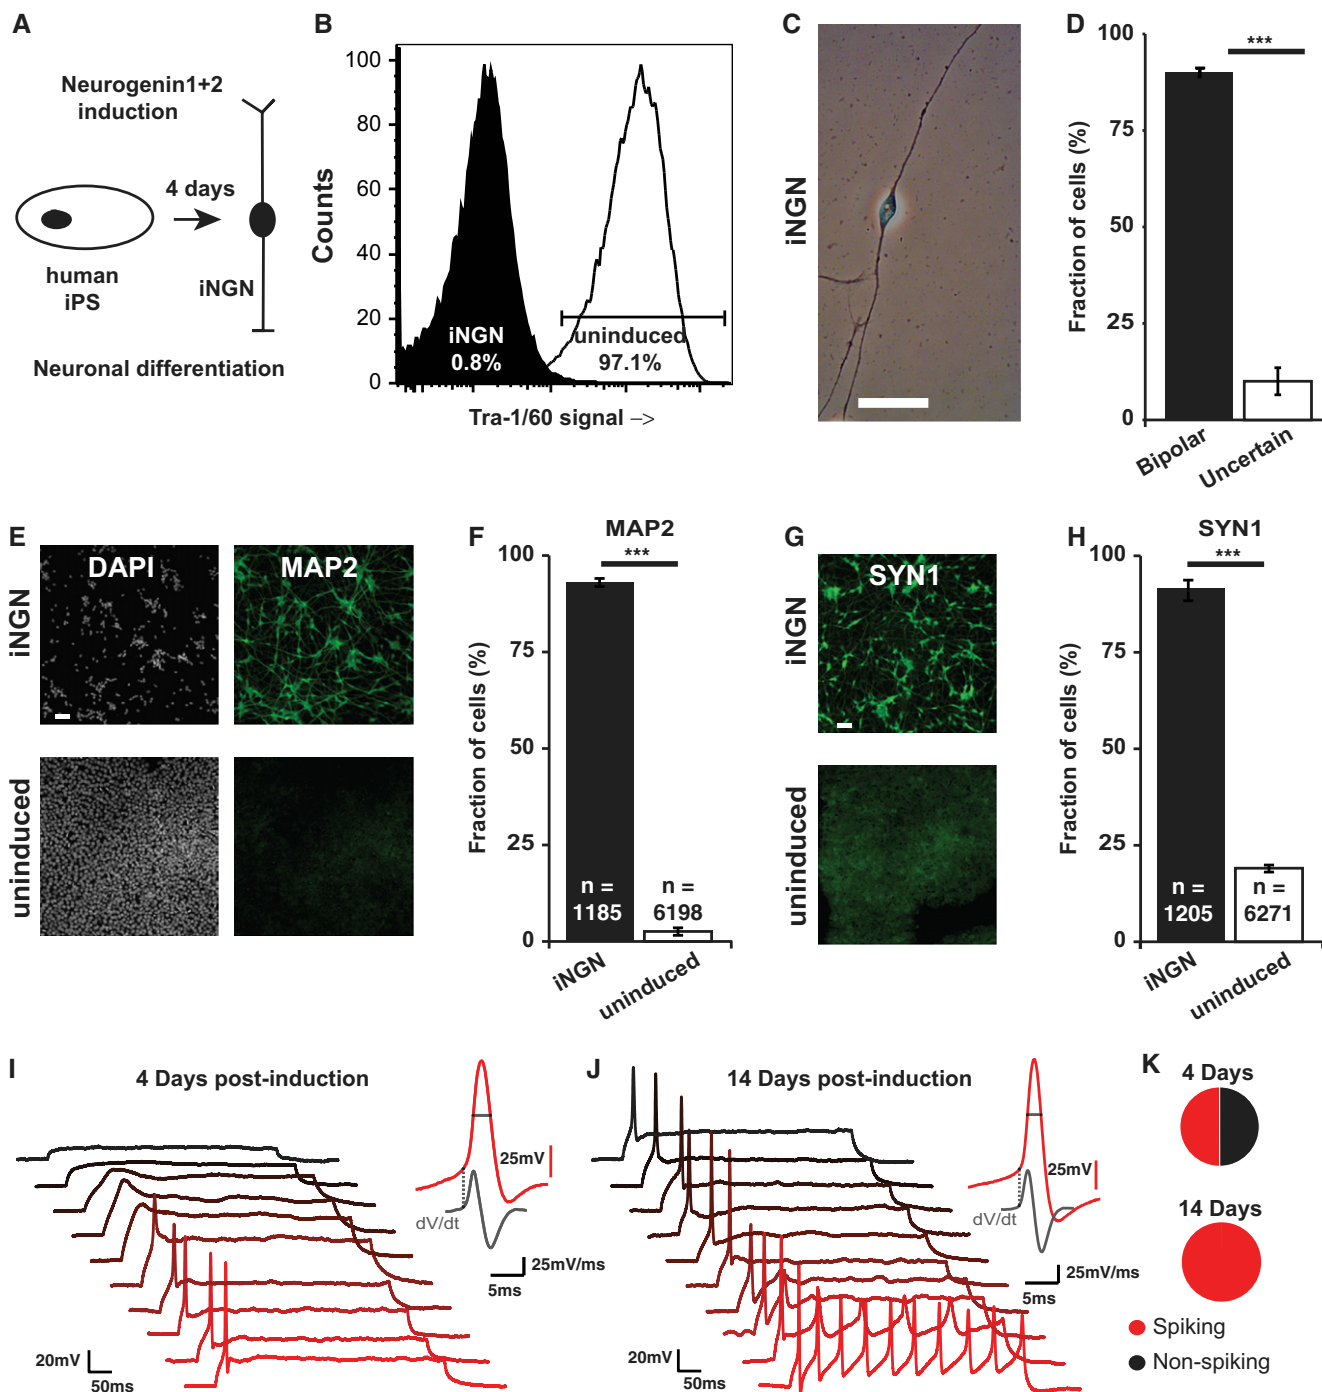 A
Neurogenin1+2
induction
4 days
human
iPS
iNGN
Neuronal differentiation
B
Counts
100
80
60
40
20
0
iNGN
0.8%
uninduced
97.1%
Tra-1/60 signal –>
C
iNGN
D
***
Fraction of cells (%)
100
75
50
25
0
Bipolar
Uncertain
E
iNGN
DAPI
MAP2
uninduced
F
MAP2
***
Fraction of cells (%)
100
75
50
25
0
n =
1185
n =
6198
iNGN
uninduced
G
iNGN
SYN1
uninduced
H
SYN1
***
Fraction of cells (%)
100
75
50
25
0
n =
1205
n =
6271
iNGN
uninduced
I
4 Days post-induction
25mV
dV/dt
25mV/ms
5ms
20mV
50ms
J
14 Days post-induction
25mV
dV/dt
25mV/ms
5ms
20mV
50ms
K
4 Days
14 Days
Spiking
Non-spiking